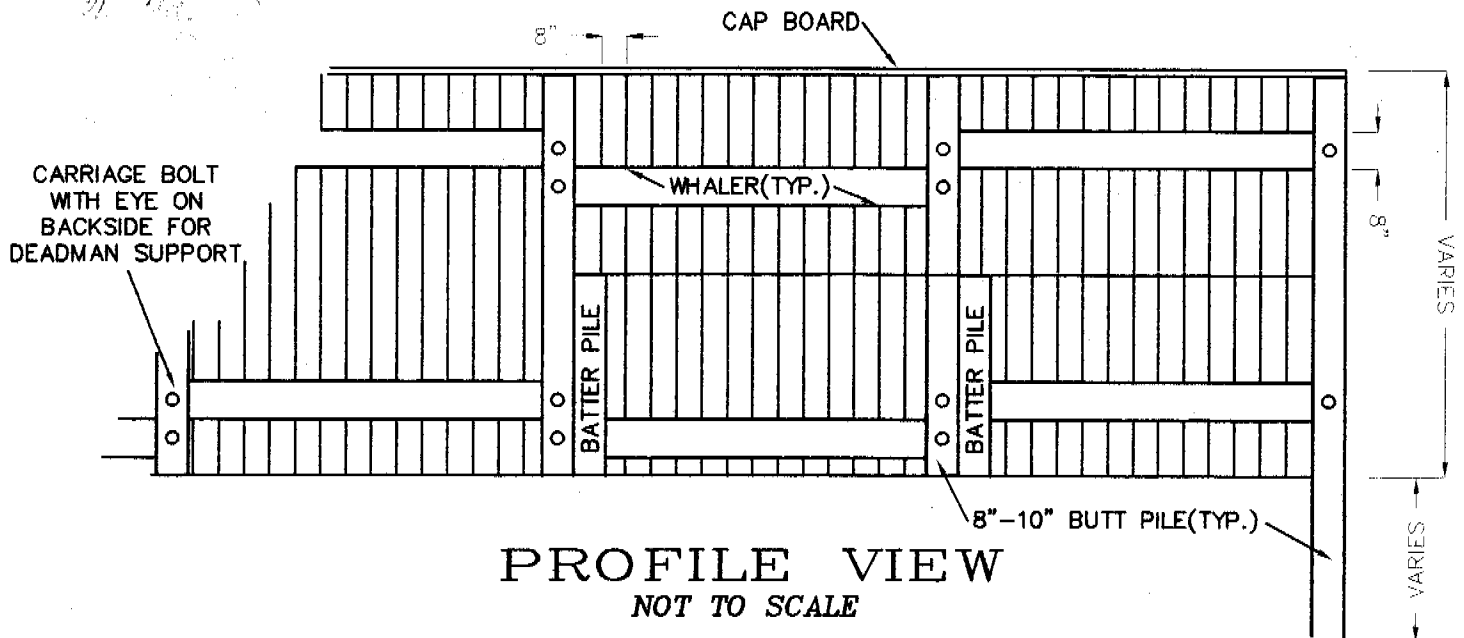 CAP BOARD
8"
CARRIAGE BOLT
WITH EYE ON
BACKSIDE FOR
DEADMAN SUPPORT
WHALER(TYP.)
8"
VARIES
BATTER PILE
BATTER PILE
8"-10" BUTT PILE(TYP.)
VARIES
PROFILE VIEW
NOT TO SCALE